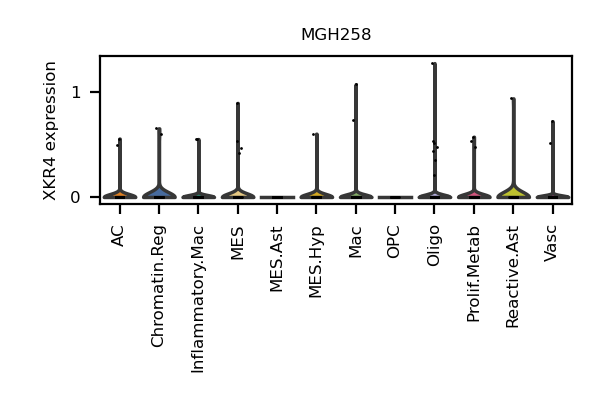 MGH258
XKR4 expression
1
0
AC
Chromatin.Reg
Inflammatory.Mac
MES
MES.Ast
MES.Hyp
Mac
OPC
Oligo
Prolif.Metab
Reactive.Ast
Vasc